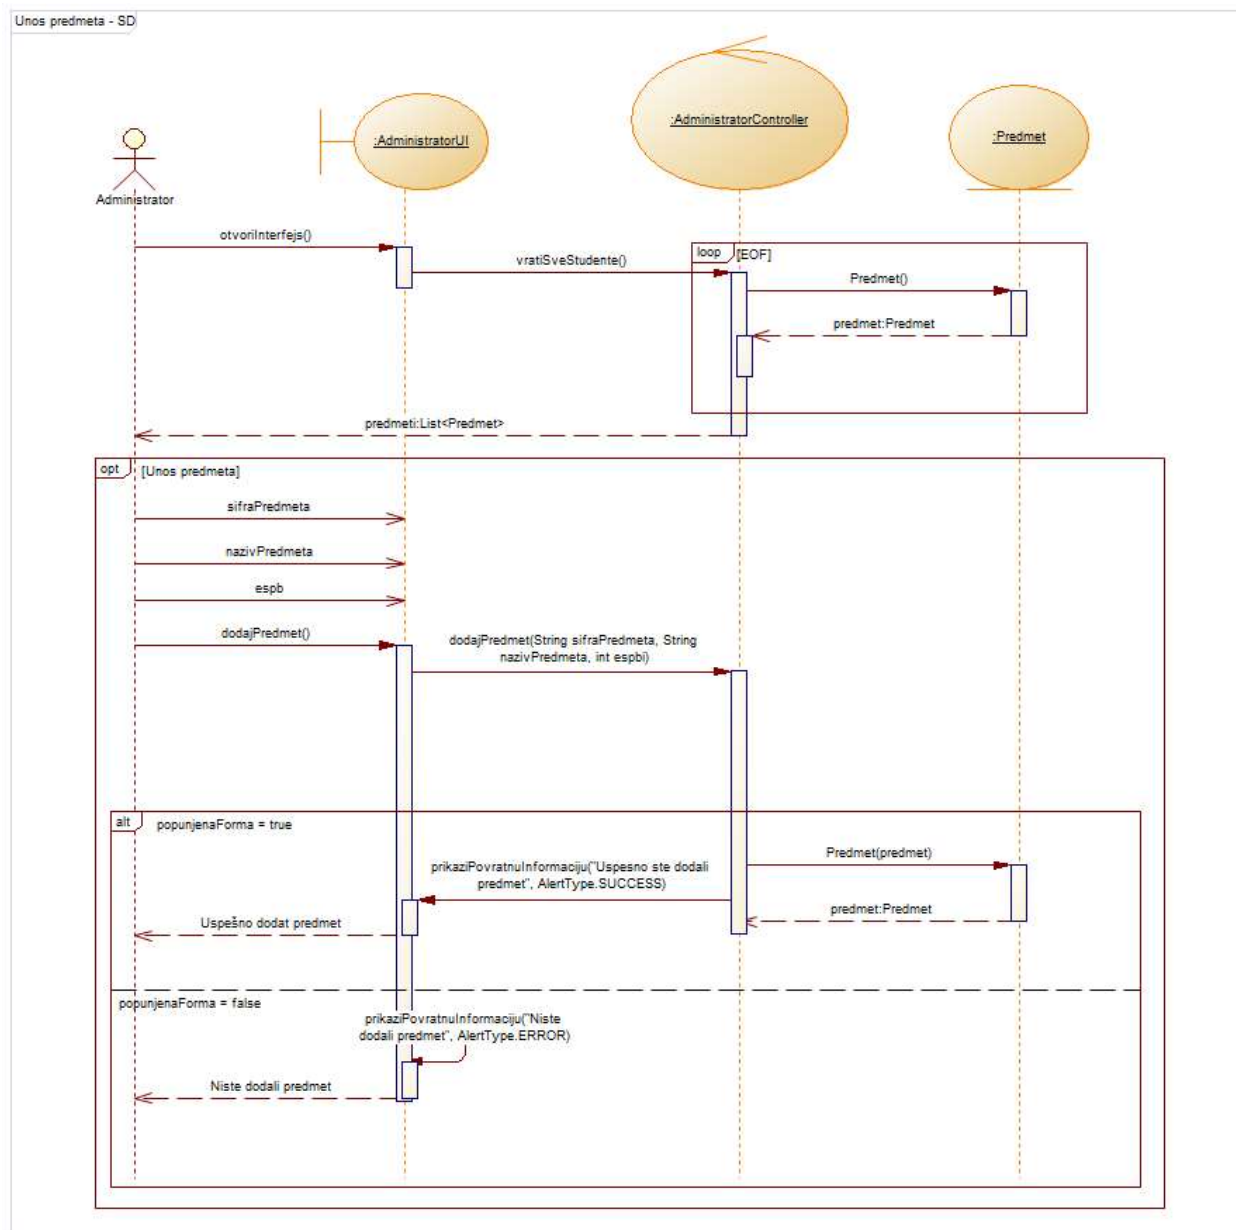 Unos predmeta - SD
:AdministratorUI
:AdministratorController
:Predmet
Administrator
otvoriInterfejs()
vratiSveStudente()
loop
[EOF]
Predmet()
predmet:Predmet
predmeti:List<Predmet>
opt
[Unos predmeta]
sifraPredmeta
nazivPredmeta
espb
dodajPredmet()
dodajPredmet(String sifraPredmeta, String
nazivPredmeta, int espbi)
alt
popunjenaForma = true
Predmet(predmet)
prikaziPovratnuInformaciju("Uspesno ste dodali
predmet", AlertType.SUCCESS)
predmet:Predmet
Uspešno dodat predmet
popunjenaForma = false
prikaziPovratnuInformaciju("Niste
dodali predmet", AlertType.ERROR)
Niste dodali predmet